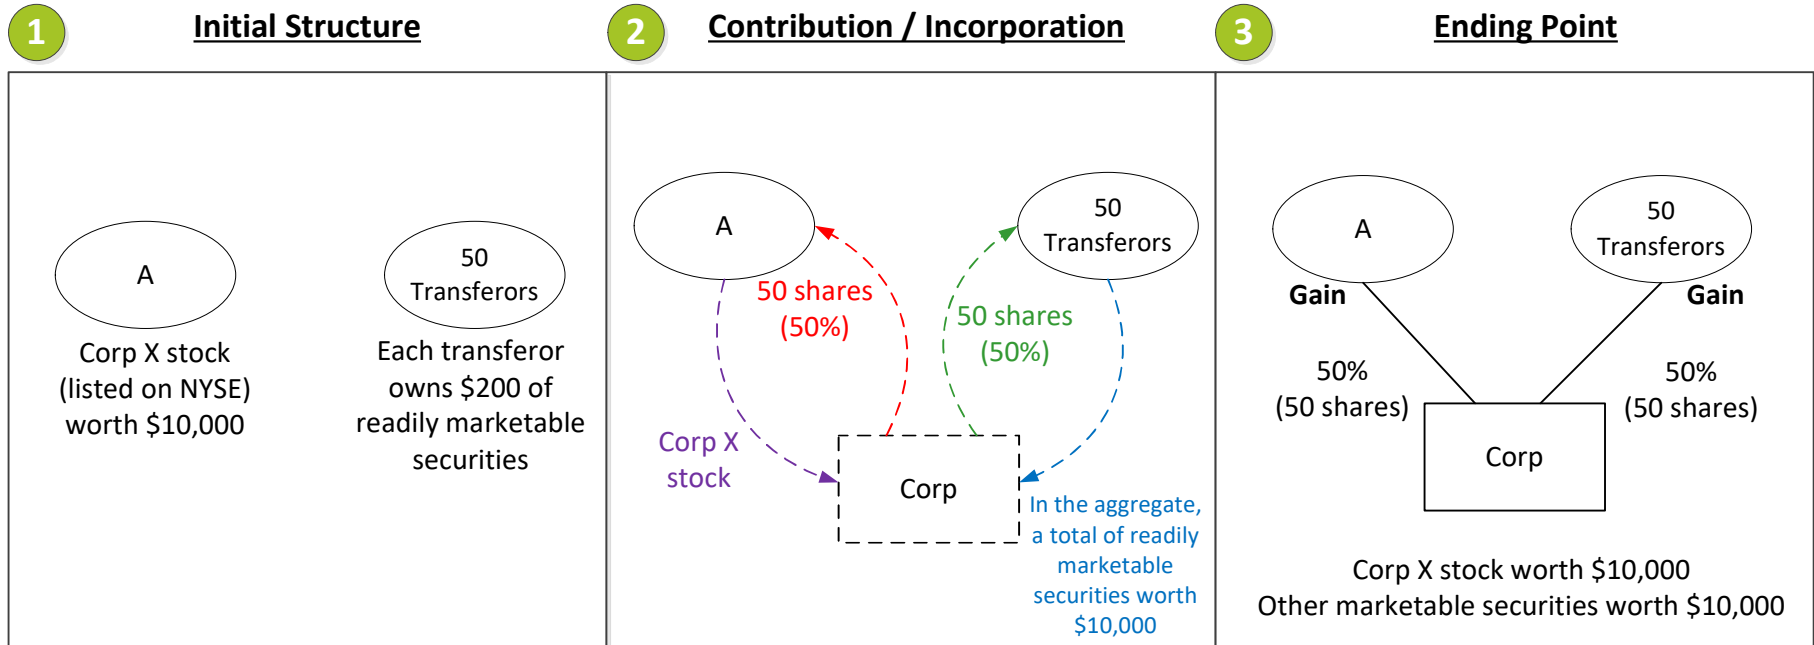 1
Initial Structure
A
50
Transferors
Corp X stock
(listed on NYSE)
worth $10,000
Each transferor
owns $200 of
readily marketable
securities
2
Contribution / Incorporation
A
50
Transferors
50 shares
(50%)
50 shares
(50%)
Corp X
stock
Corp
In the aggregate,
a total of readily
marketable
securities worth
$10,000
3
Ending Point
A
50
Transferors
Gain
Gain
50%
(50 shares)
50%
(50 shares)
Corp
Corp X stock worth $10,000
Other marketable securities worth $10,000